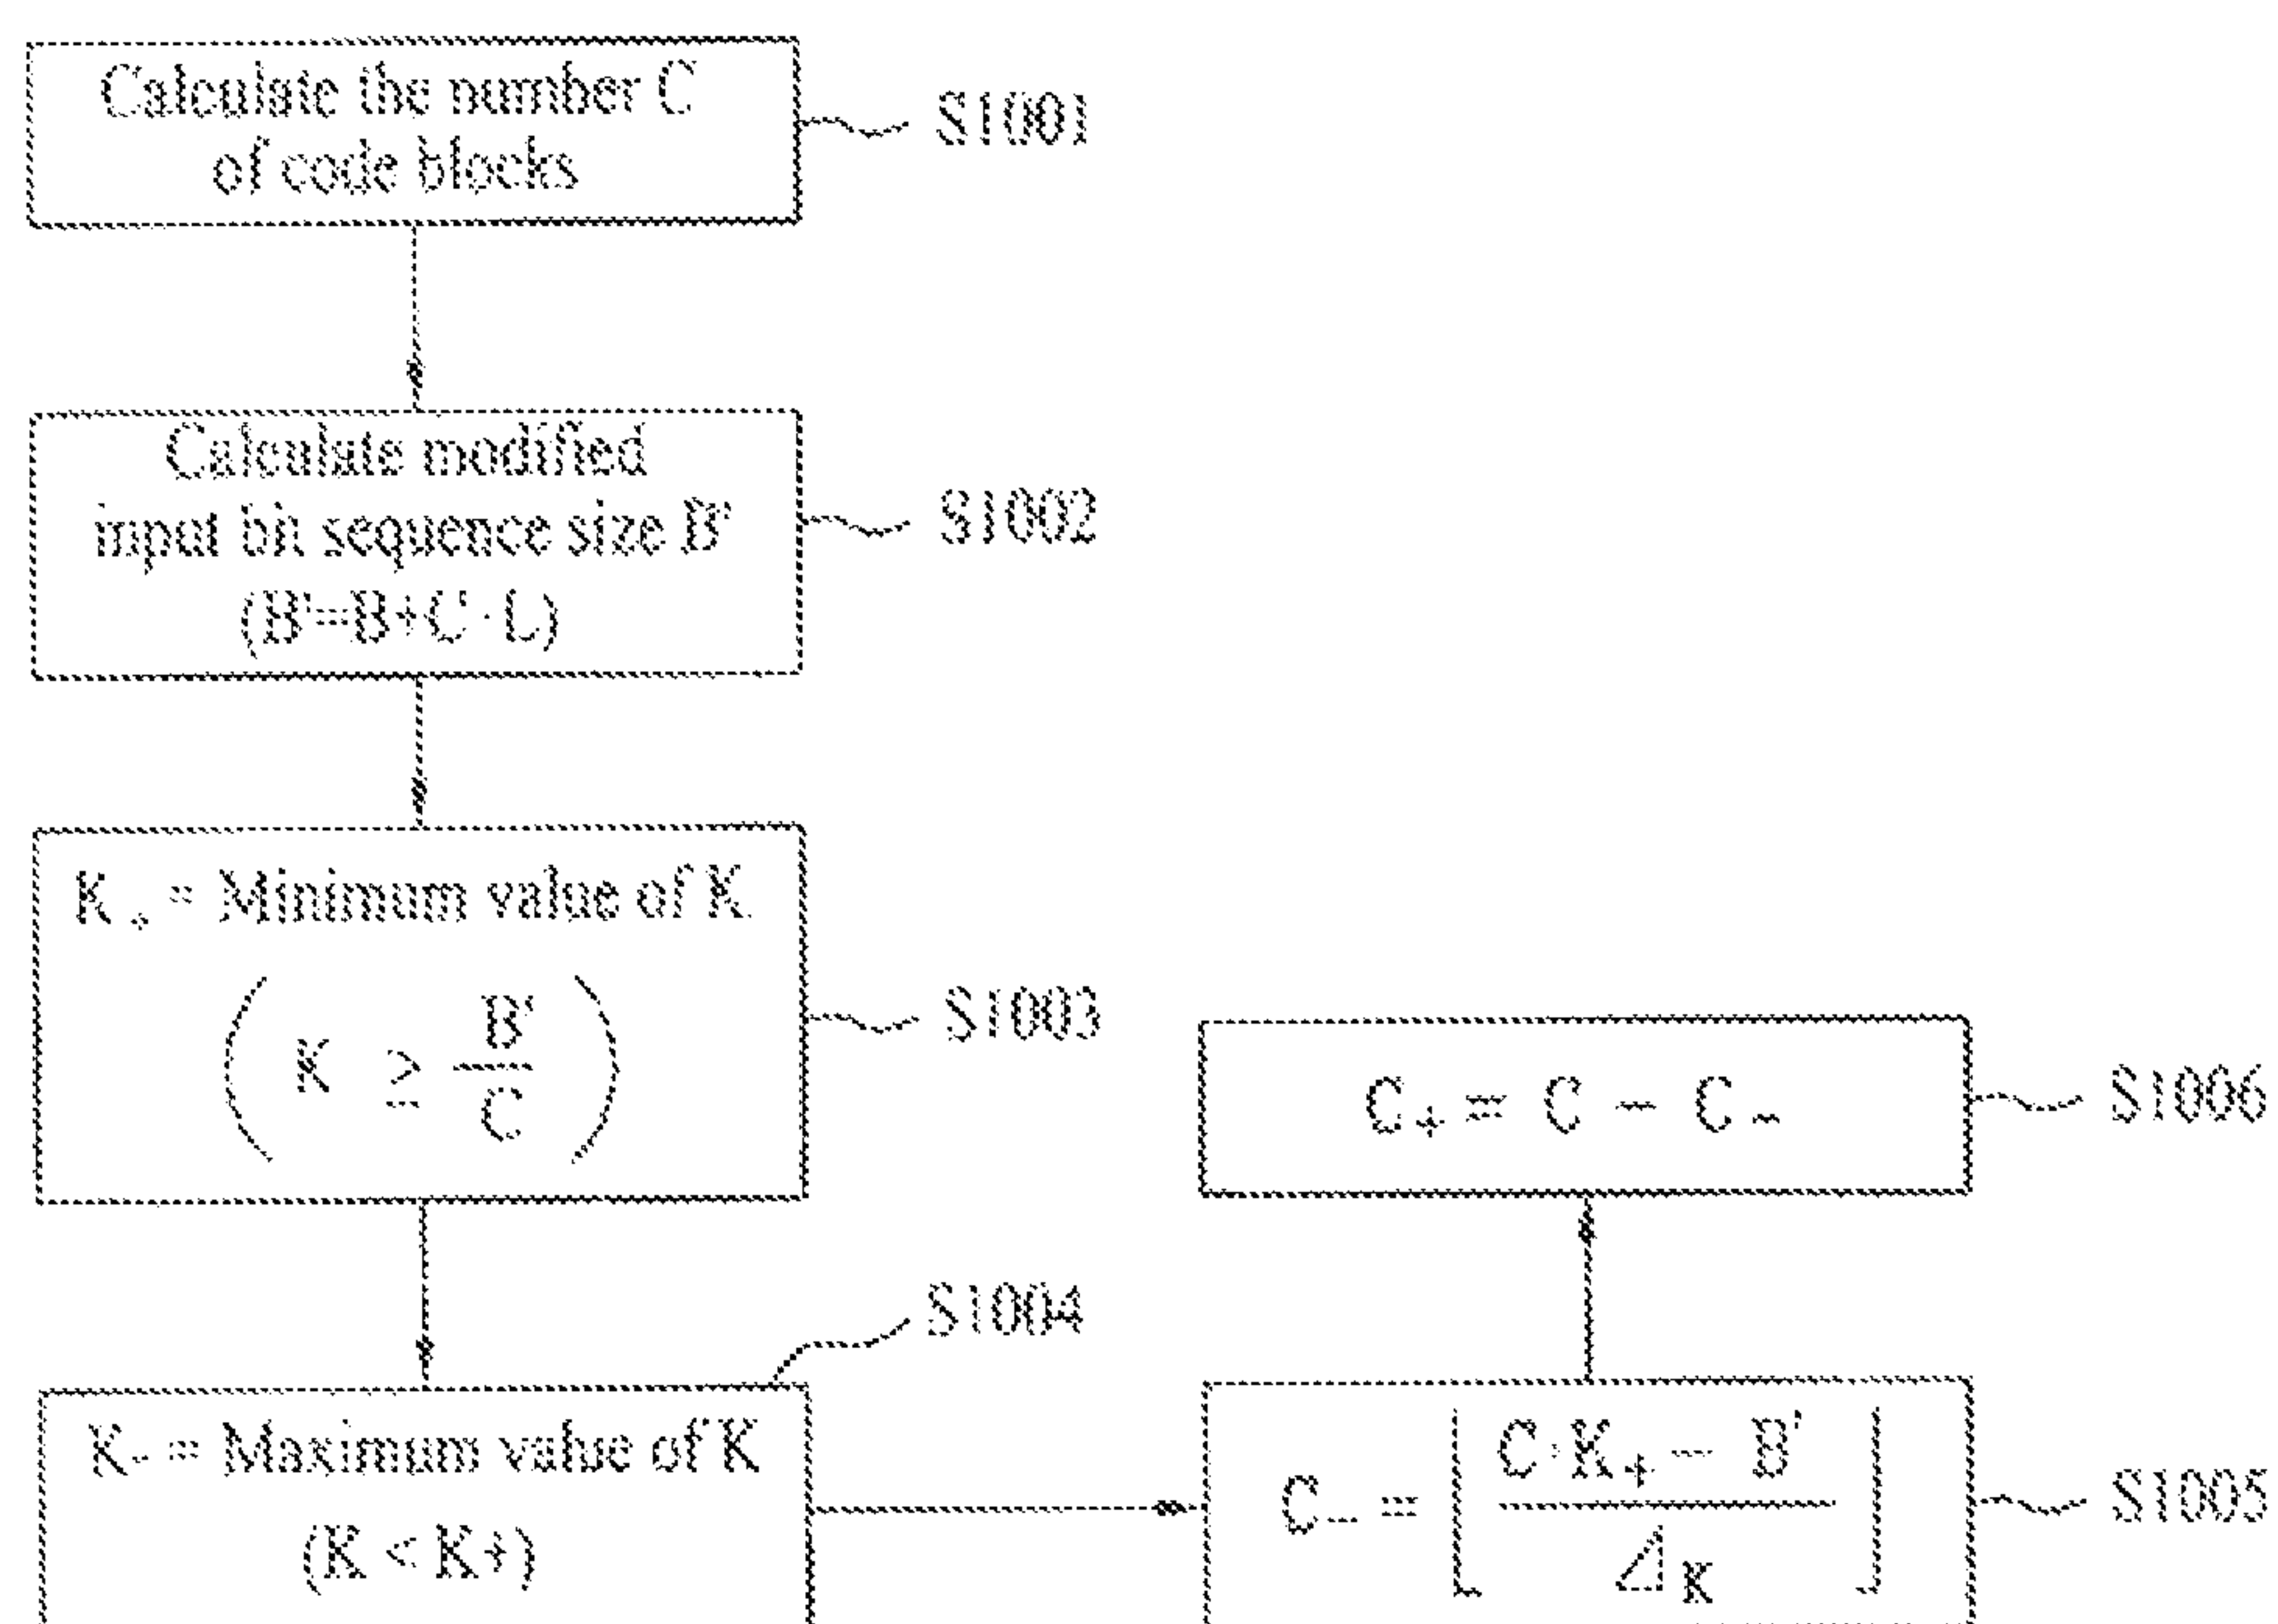 Calculate the number C
of code blocks
S1001
Calculate modified
input bit sequence size B'
(B'=B+C·L)
S1002
K₊ = Minimum value of K
( K ≥ B'/C )
S1003
S1004
K- = Maximum value of K
(K < K+)
C₋ = ⌊ (C·K₊ − B') / Δ_K ⌋
S1005
C₊ = C − C₋
S1006